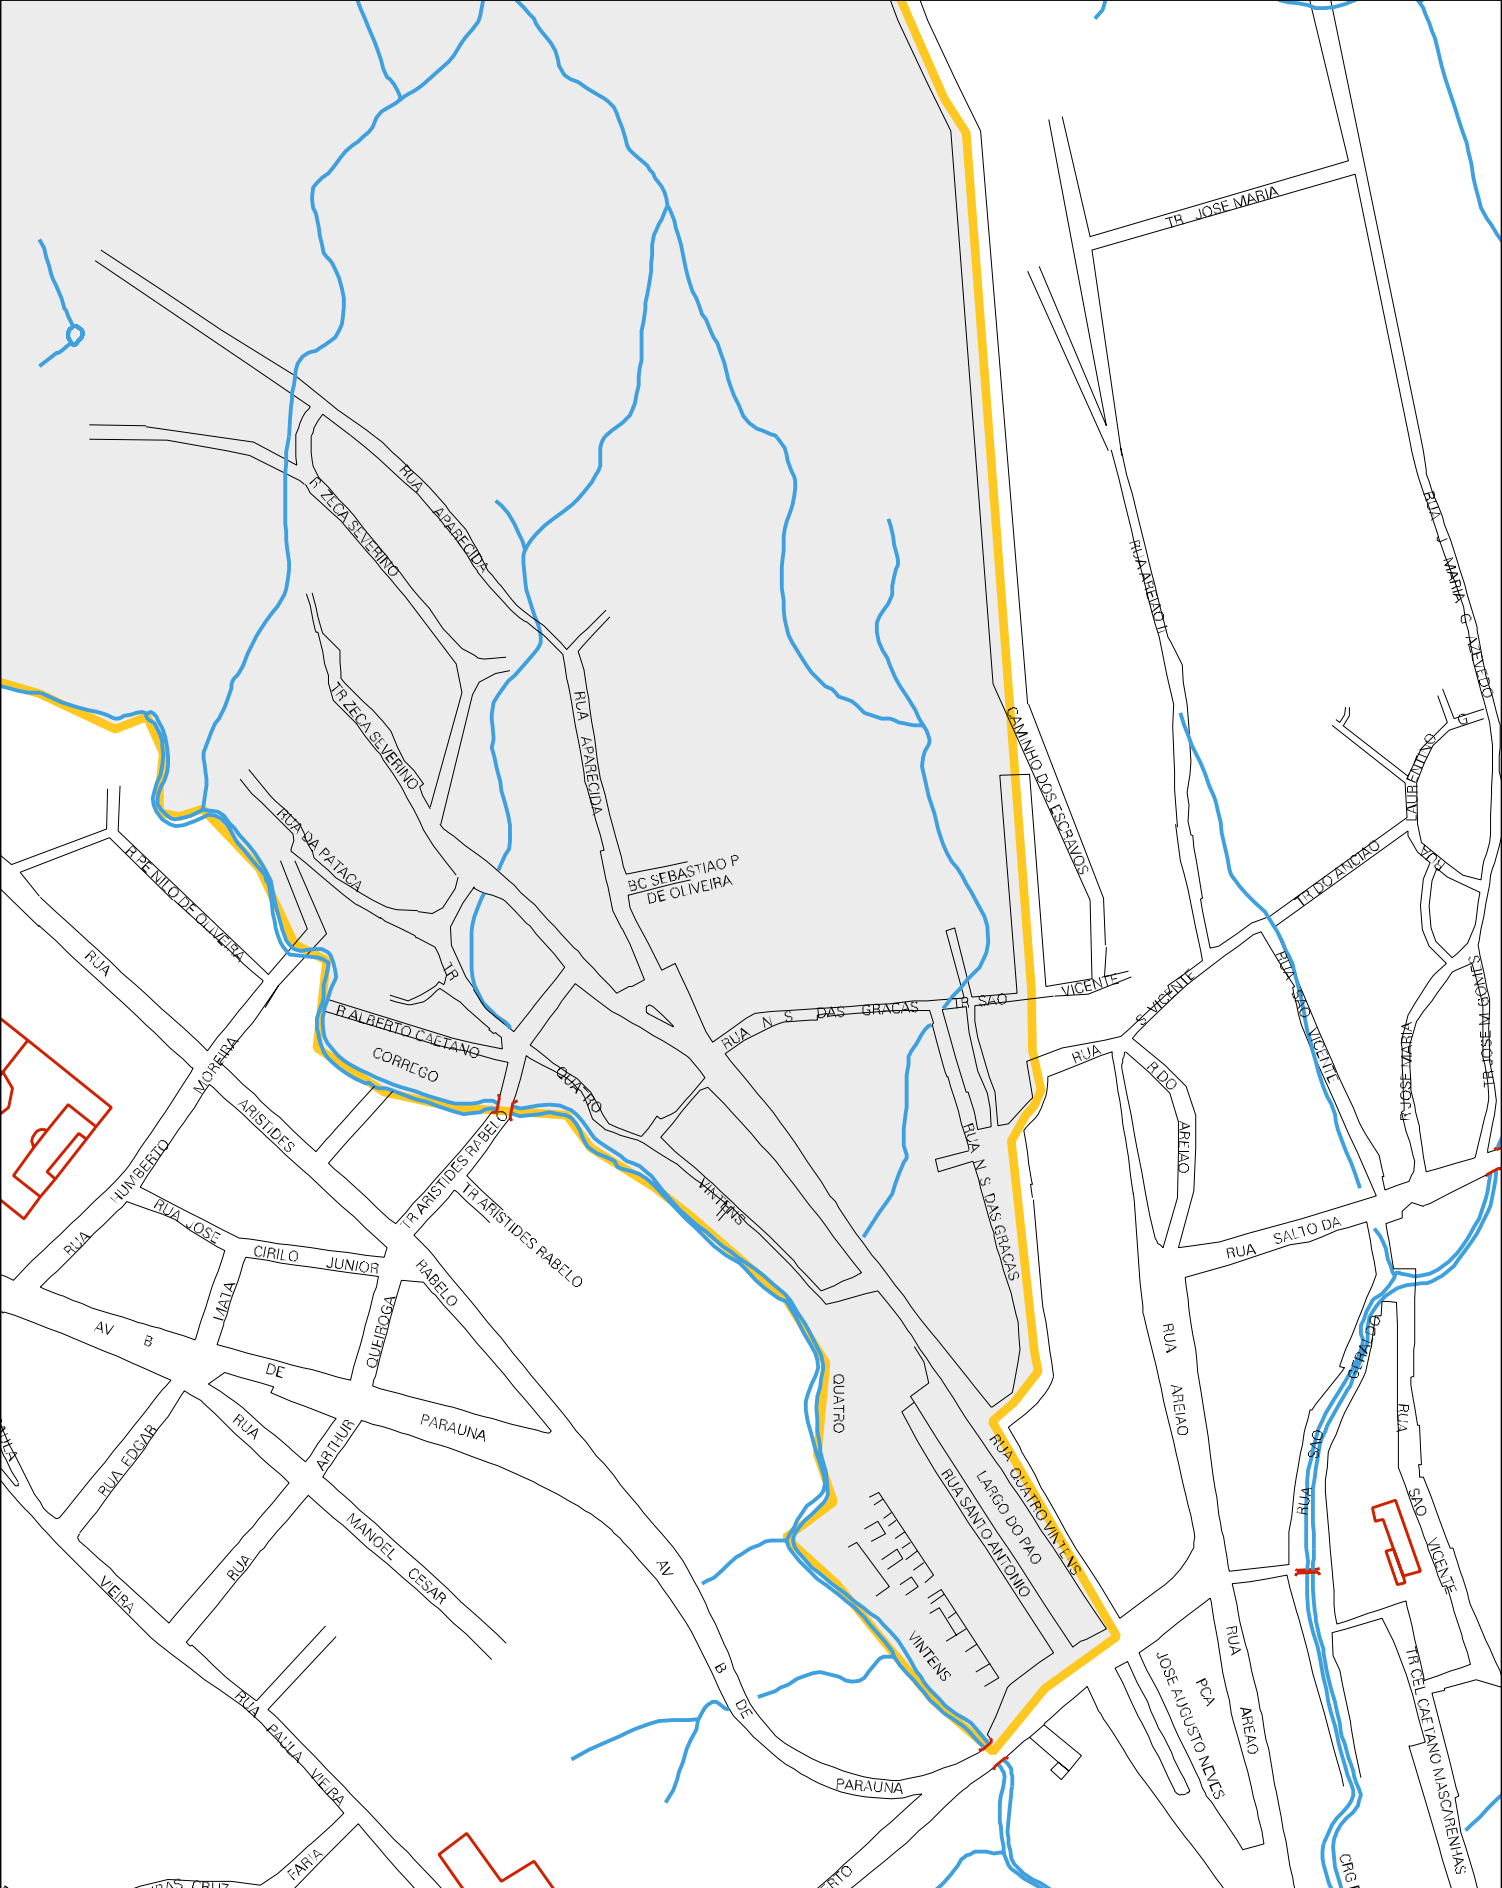 TR JOSE MARIA
RUA APARECIDA
R ZECA SEVERINO
RUA J MARIA G AZEVEDO
RUA AREIAO II
TR ZECA SEVERINO
RUA APARECIDA
CAMINHO DOS ESCRAVOS
LAURENTINO G
RUA
RUA DA PATACA
R PE NILO DE OLIVEIRA
BC SEBASTIAO P
DE OLIVEIRA
TR DO ANCIAO
RUA
TR
R ALBERTO CAETANO
CORREGO
QUATRO
RUA N S DAS GRACAS
TR SAO VICENTE
RUA S VICENTE
RUA SAO VICENTE
R JOSE MARIA
TR JOSE M GOMES
R DO AREIAO
MOREIRA
HUMBERTO
RUA
ARISTIDES
TR ARISTIDES RABELO
TR ARISTIDES RABELO
RABELO
VINTENS
RUA N S DAS GRACAS
RUA JOSE CIRILO JUNIOR
MATA
QUEIROGA
RUA SALTO DA
AV B DE PARAUNA
RUA EDGAR
RUA
ARTHUR
RUA
MANOEL CESAR
QUATRO
VINTENS
RUA AREIAO
RUA SAO GERALDO
RUA SAO VICENTE
RUA QUATRO VINTENS
LARGO DO PAO
RUA SANTO ANTONIO
VIEIRA
RUA PAULA VIEIRA
AV B DE PARAUNA
PCA
JOSE AUGUSTO NEVES
RUA AREAO
TR CEL CAETANO MASCARENHAS
FARIA
CRUZ
CRG